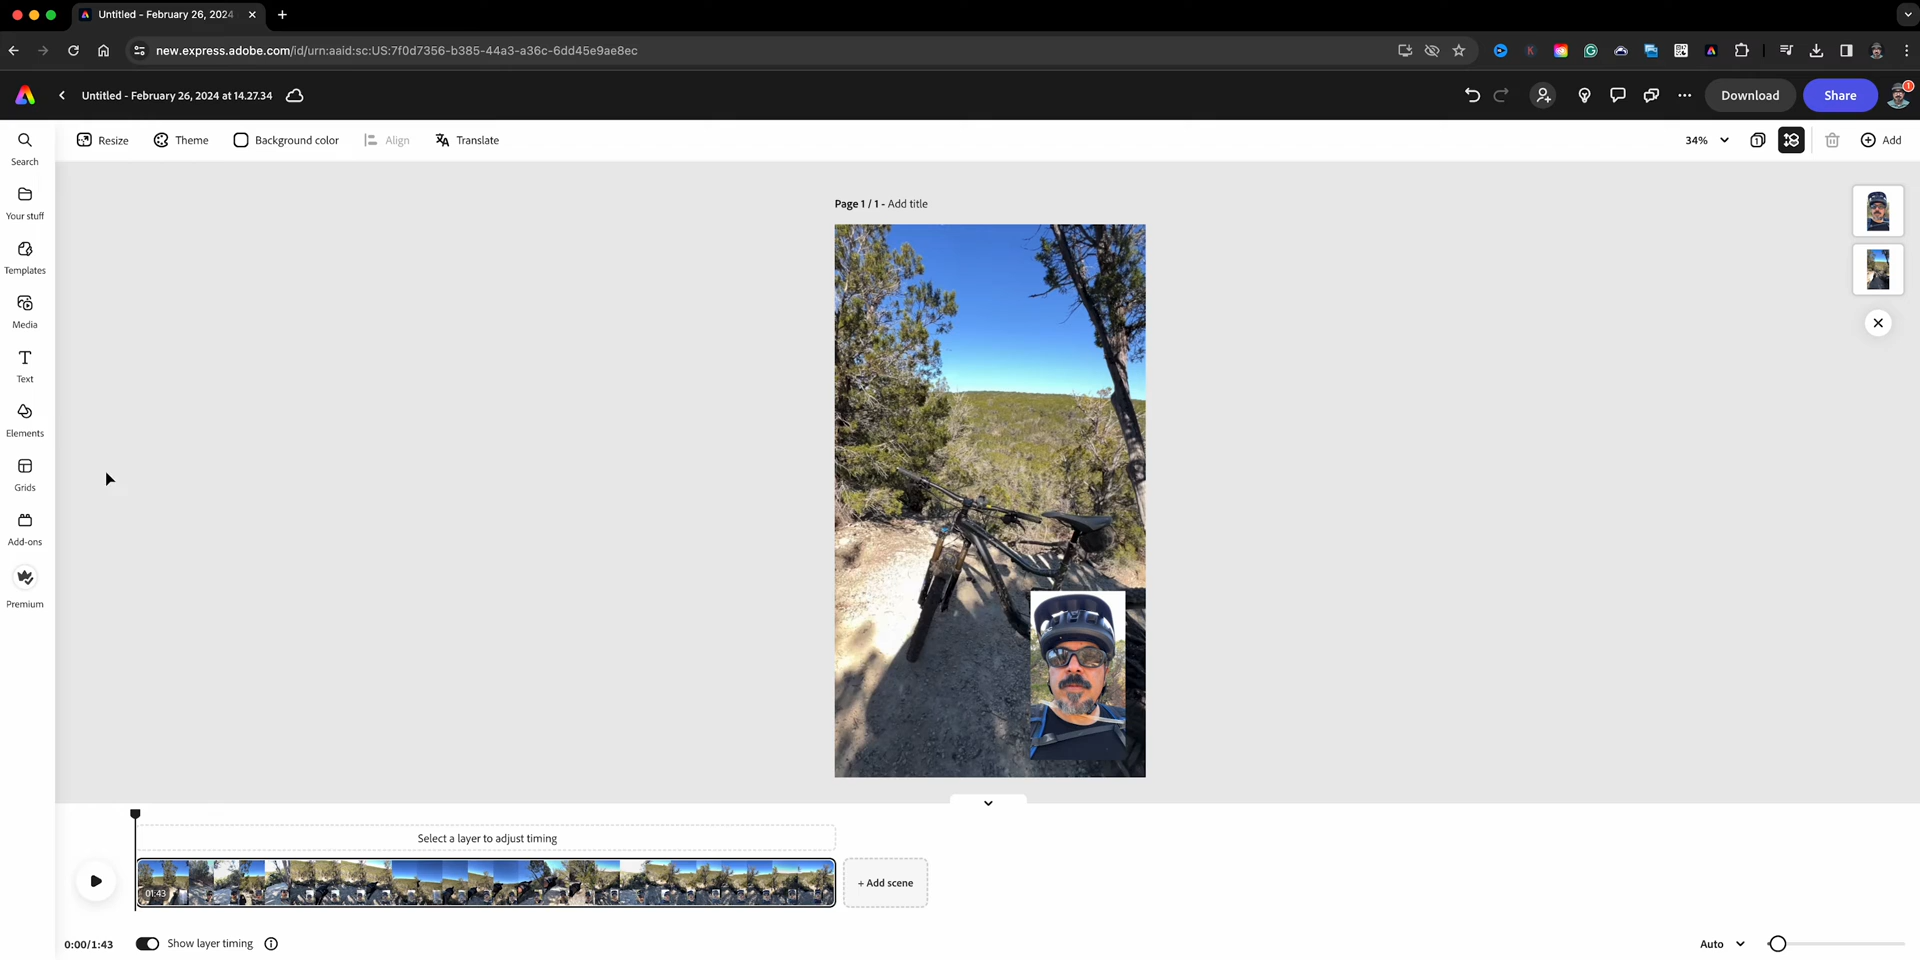 Untitled - February 26, 2024
new.express.adobe.com/id/urn:aaid:sc:US:7f0d7356-b385-44a3-a36c-6dd45e9ae8ec
Untitled - February 26, 2024 at 14.27.34
Download
Share
1
Search
Resize
Theme
Background color
Align
Translate
34%
1
Add
Your stuff
Templates
Media
Text
Elements
Grids
Add-ons
Premium
Page 1 / 1 - Add title
Select a layer to adjust timing
01:43
+ Add scene
0:00/1:43
Show layer timing
Auto